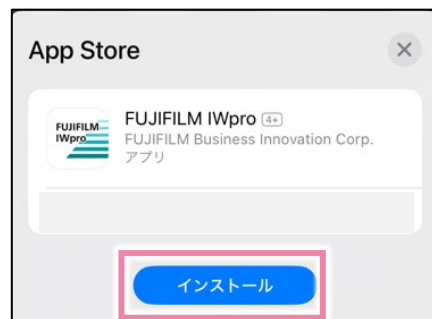 App Store
FUJIFILM
IWpro
FUJIFILM IWpro 4+
FUJIFILM Business Innovation Corp.
アプリ
インストール